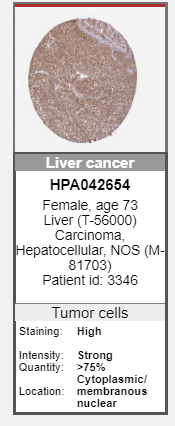 Liver cancer
HPA042654
Female, age 73
Liver (T-56000)
Carcinoma,
Hepatocellular, NOS (M-
81703)
Patient id: 3346
Tumor cells
Staining: High
Intensity: Strong
Quantity: >75%
Location: Cytoplasmic/
membranous
nuclear